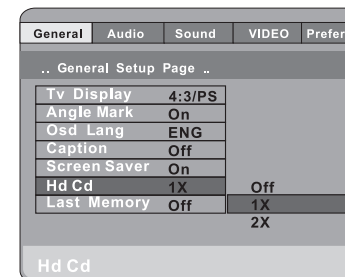 General Audio Sound VIDEO Prefer
.. General Setup Page ..
Tv Display 4:3/PS
Angle Mark On
Osd Lang ENG
Caption Off
Screen Saver On
Hd Cd 1X Off
Last Memory Off 1X
2X
Hd Cd